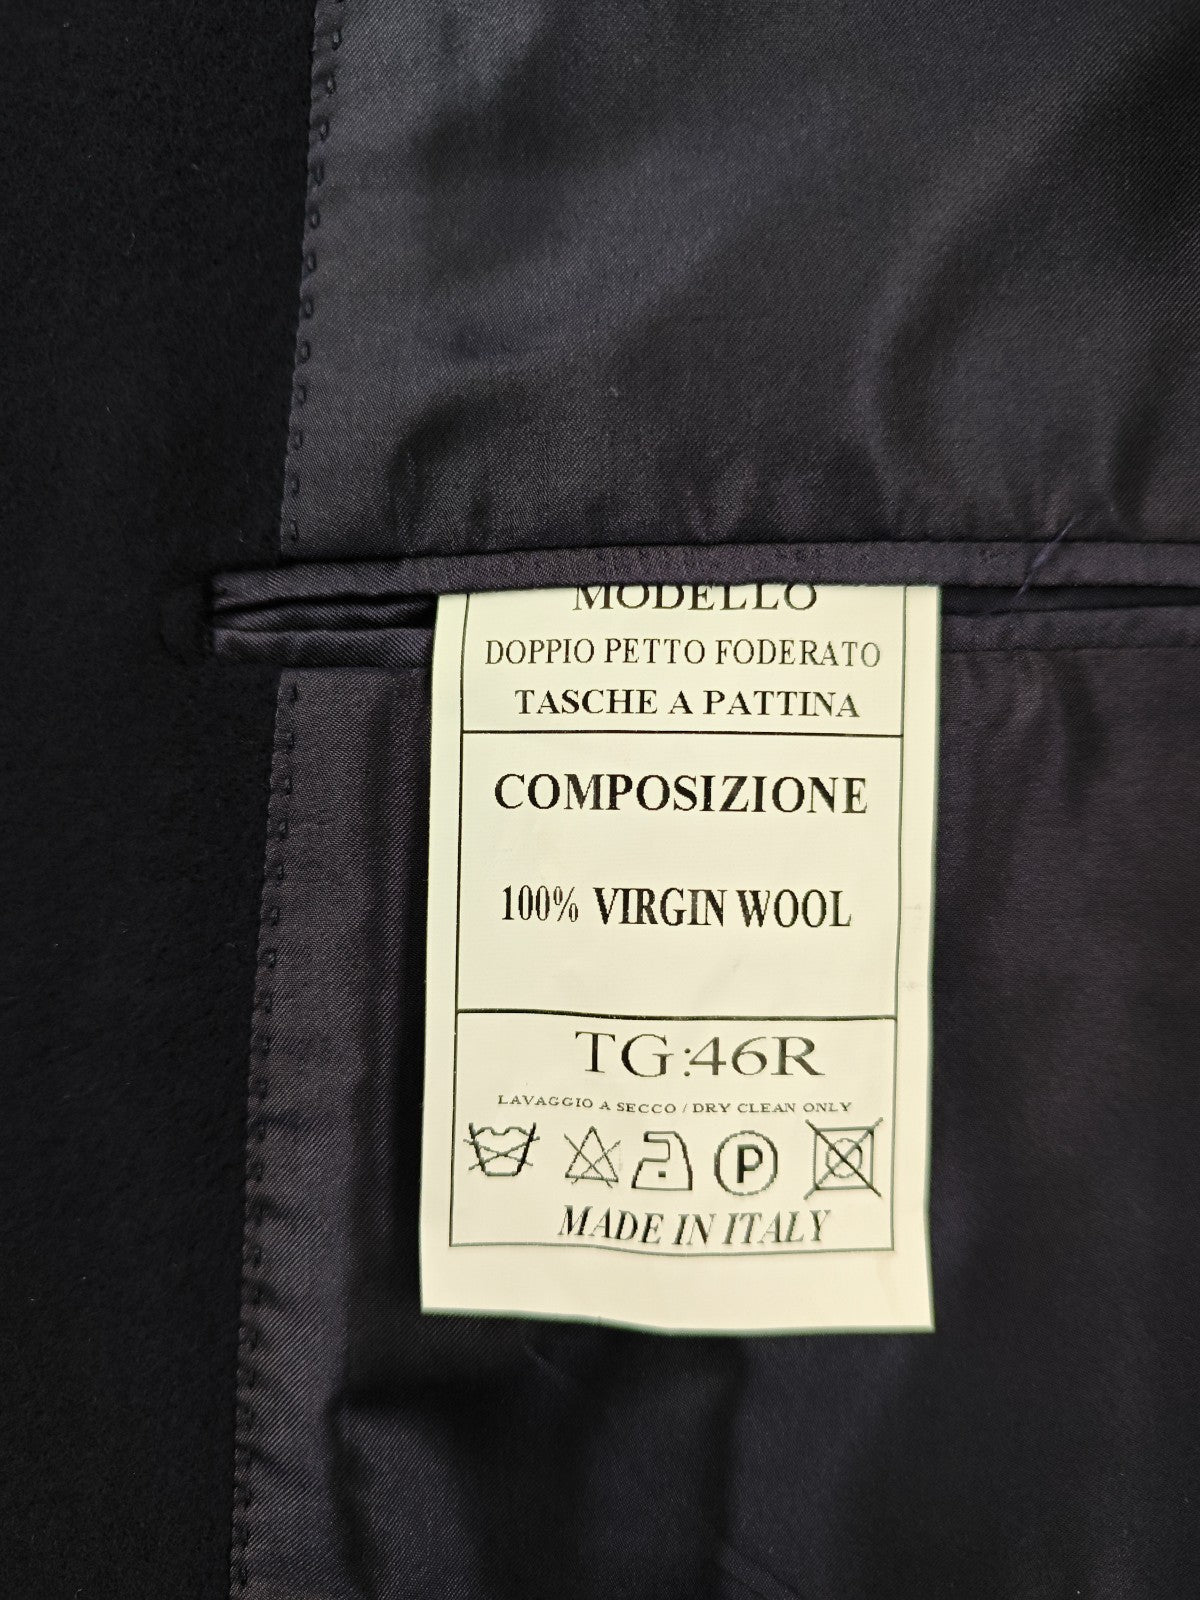 MODELLO
DOPPIO PETTO FODERATO
TASCHE A PATTINA
COMPOSIZIONE
100% VIRGIN WOOL
TG:46R
LAVAGGIO A SECCO / DRY CLEAN ONLY
P
MADE IN ITALY